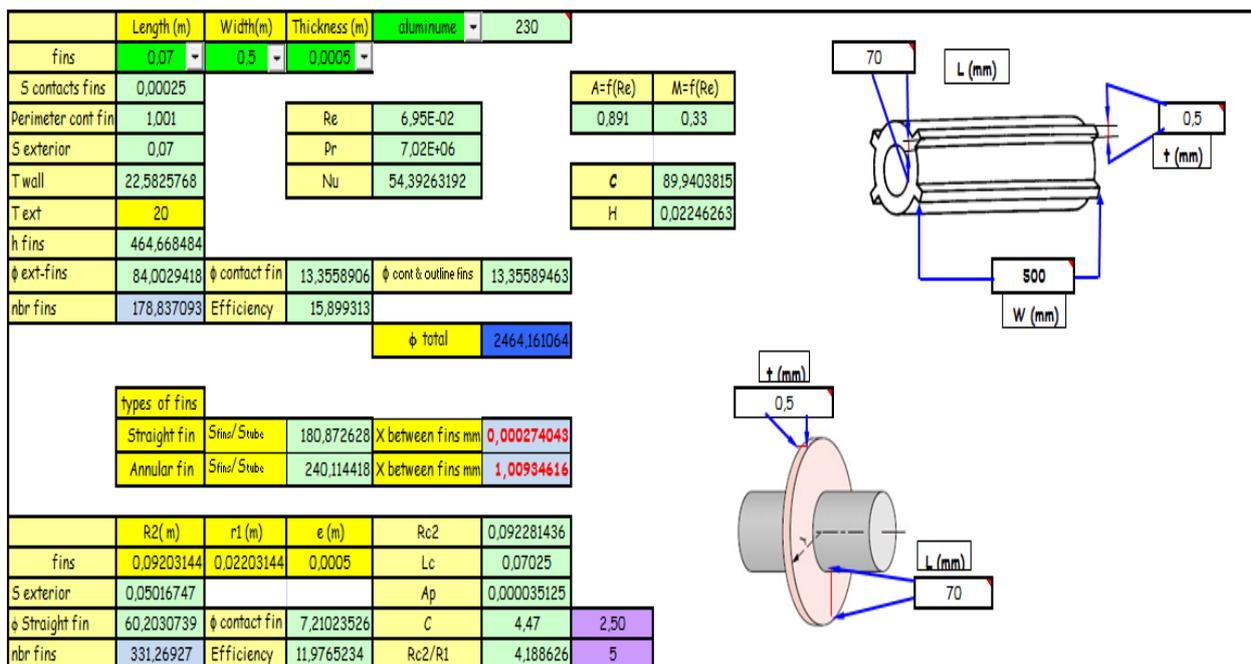 Length (m) Width(m) Thickness (m) aluminume 230
fins 0,07 0,5 0,0005
S contacts fins 0,00025 A=f(Re) M=f(Re)
Perimeter cont fin 1,001 Re 6,95E-02 0,891 0,33
S exterior 0,07 Pr 7,02E+06
T wall 22,5825768 Nu 54,39263192 C 89,9403815
T ext 20 H 0,02246263
h fins 464,668484
ϕ ext-fins 84,0029418 ϕ contact fin 13,3558906 ϕ cont & outline fins 13,35589463
nbr fins 178,837093 Efficiency 15,899313
ϕ total 2464,161064
types of fins
Straight fin Sfins/Stube 180,872628 X between fins mm 0,000274043
Annular fin Sfins/Stube 240,114418 X between fins mm 1,00934616
R2( m) r1 (m) e (m) Rc2 0,092281436
fins 0,09203144 0,02203144 0,0005 Lc 0,07025
S exterior 0,05016747 Ap 0,000035125
ϕ Straight fin 60,2030739 ϕ contact fin 7,21023526 C 4,47 2,50
nbr fins 331,26927 Efficiency 11,9765234 Rc2/R1 4,188626 5
70
L (mm)
0,5
t (mm)
500
W (mm)
t (mm)
0,5
L (mm)
70